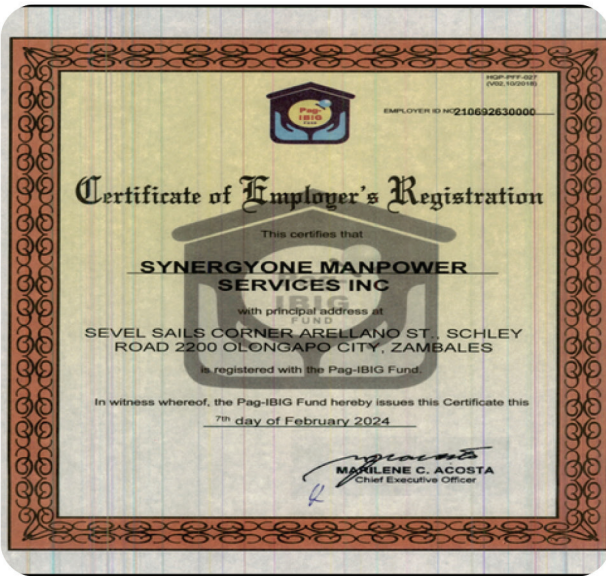 HQP-PFF-027
(V02, 10/2018)
Pag-
IBIG
FUND
EMPLOYER ID NO 210692630000
Certificate of Employer's Registration
This certifies that
SYNERGYONE MANPOWER
SERVICES INC
Pag-
IBIG
FUND
with principal address at
SEVEL SAILS CORNER ARELLANO ST., SCHLEY
ROAD 2200 OLONGAPO CITY, ZAMBALES
is registered with the Pag-IBIG Fund.
In witness whereof, the Pag-IBIG Fund hereby issues this Certificate this
7th day of February 2024
MARILENE C. ACOSTA
Chief Executive Officer